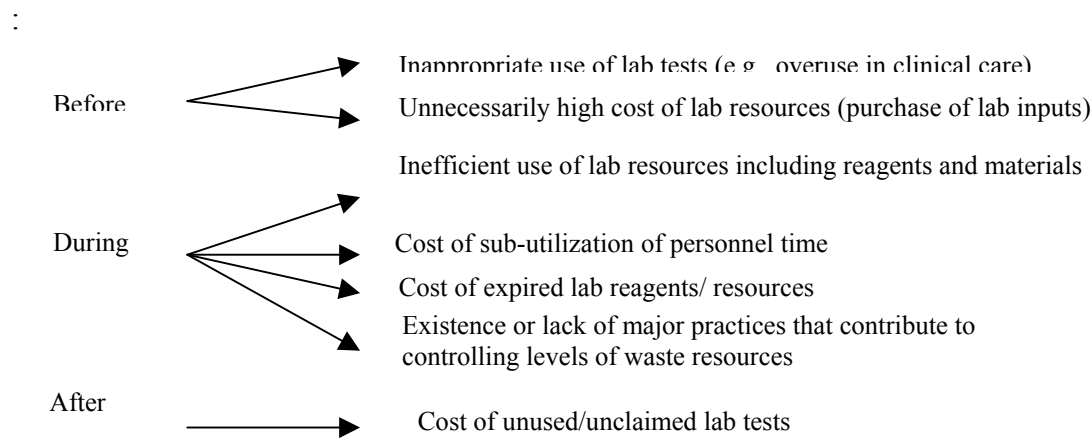 :
Inappropriate use of lab tests (e.g., overuse in clinical care)
Before
Unnecessarily high cost of lab resources (purchase of lab inputs)
Inefficient use of lab resources including reagents and materials
During
Cost of sub-utilization of personnel time
Cost of expired lab reagents/ resources
Existence or lack of major practices that contribute to
controlling levels of waste resources
After
Cost of unused/unclaimed lab tests